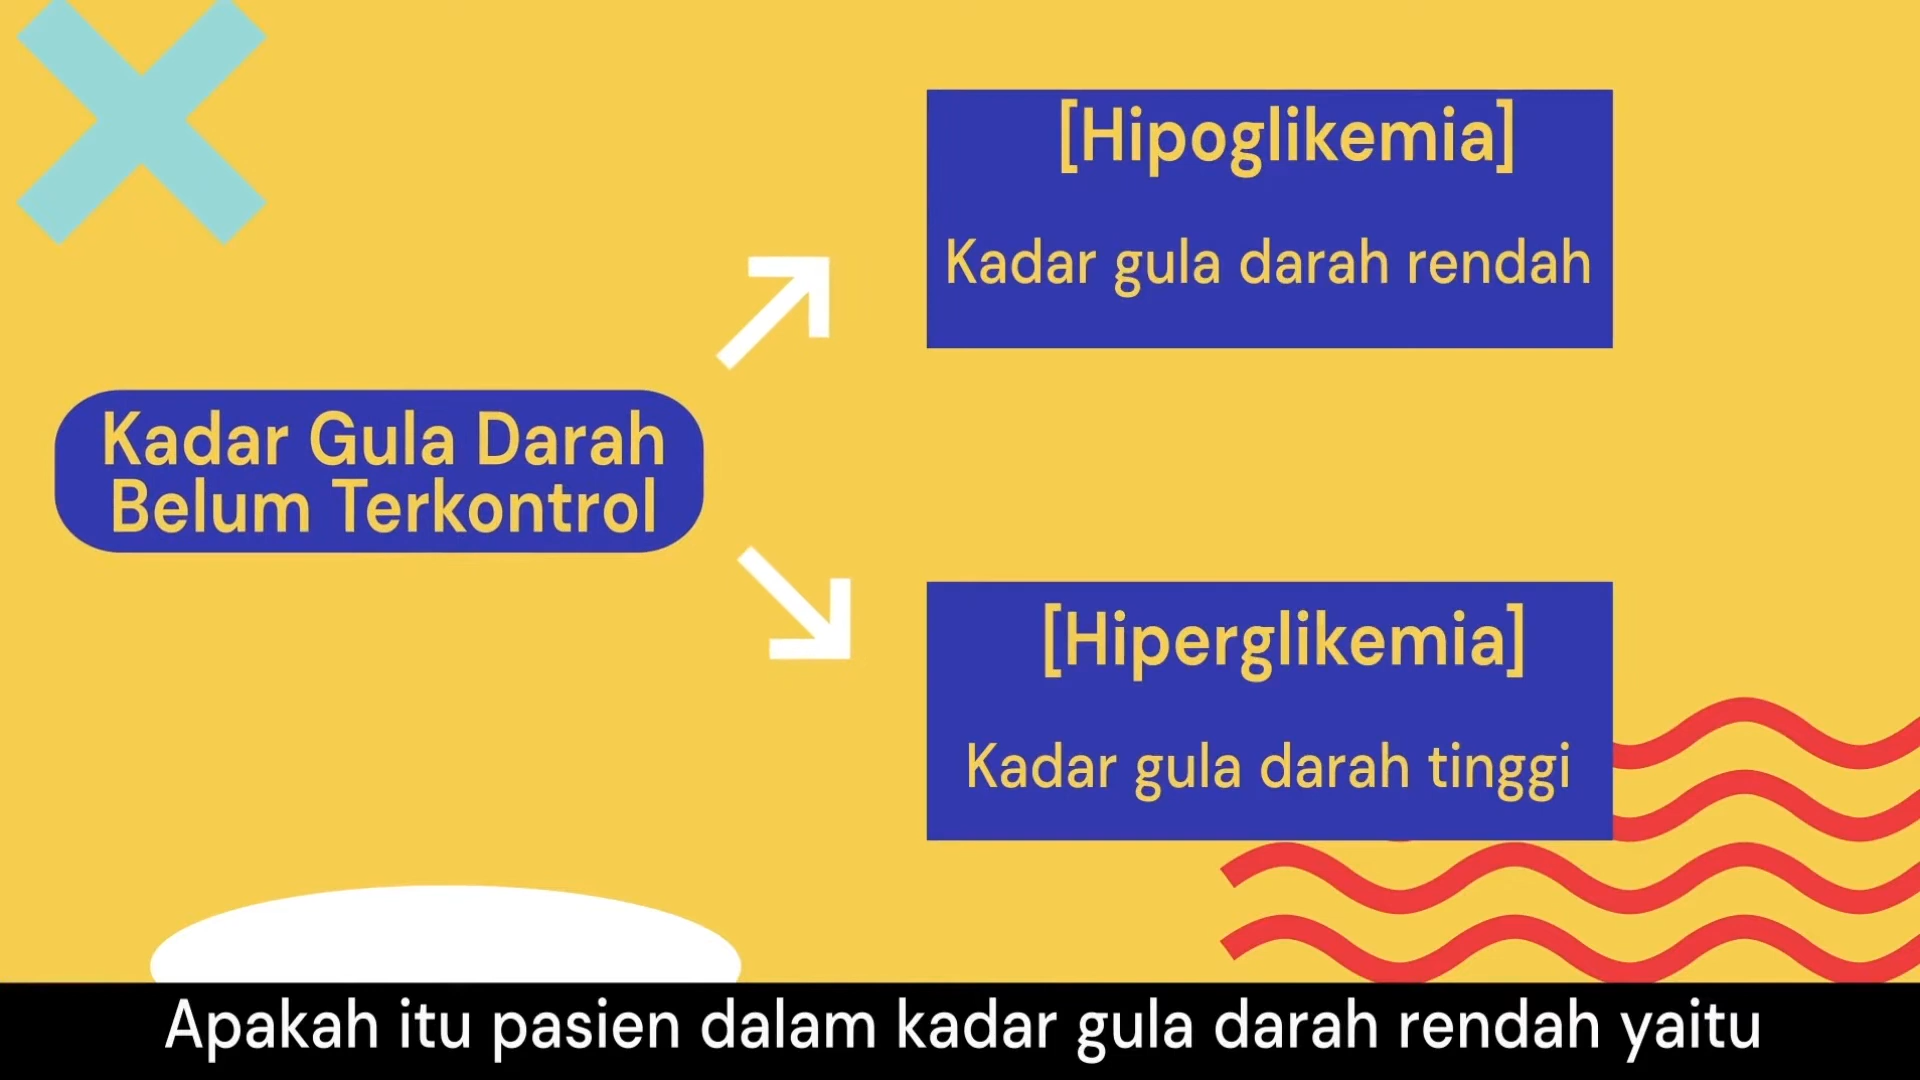 [Hipoglikemia]
Kadar gula darah rendah
Kadar Gula Darah
Belum Terkontrol
[Hiperglikemia]
Kadar gula darah tinggi
Apakah itu pasien dalam kadar gula darah rendah yaitu